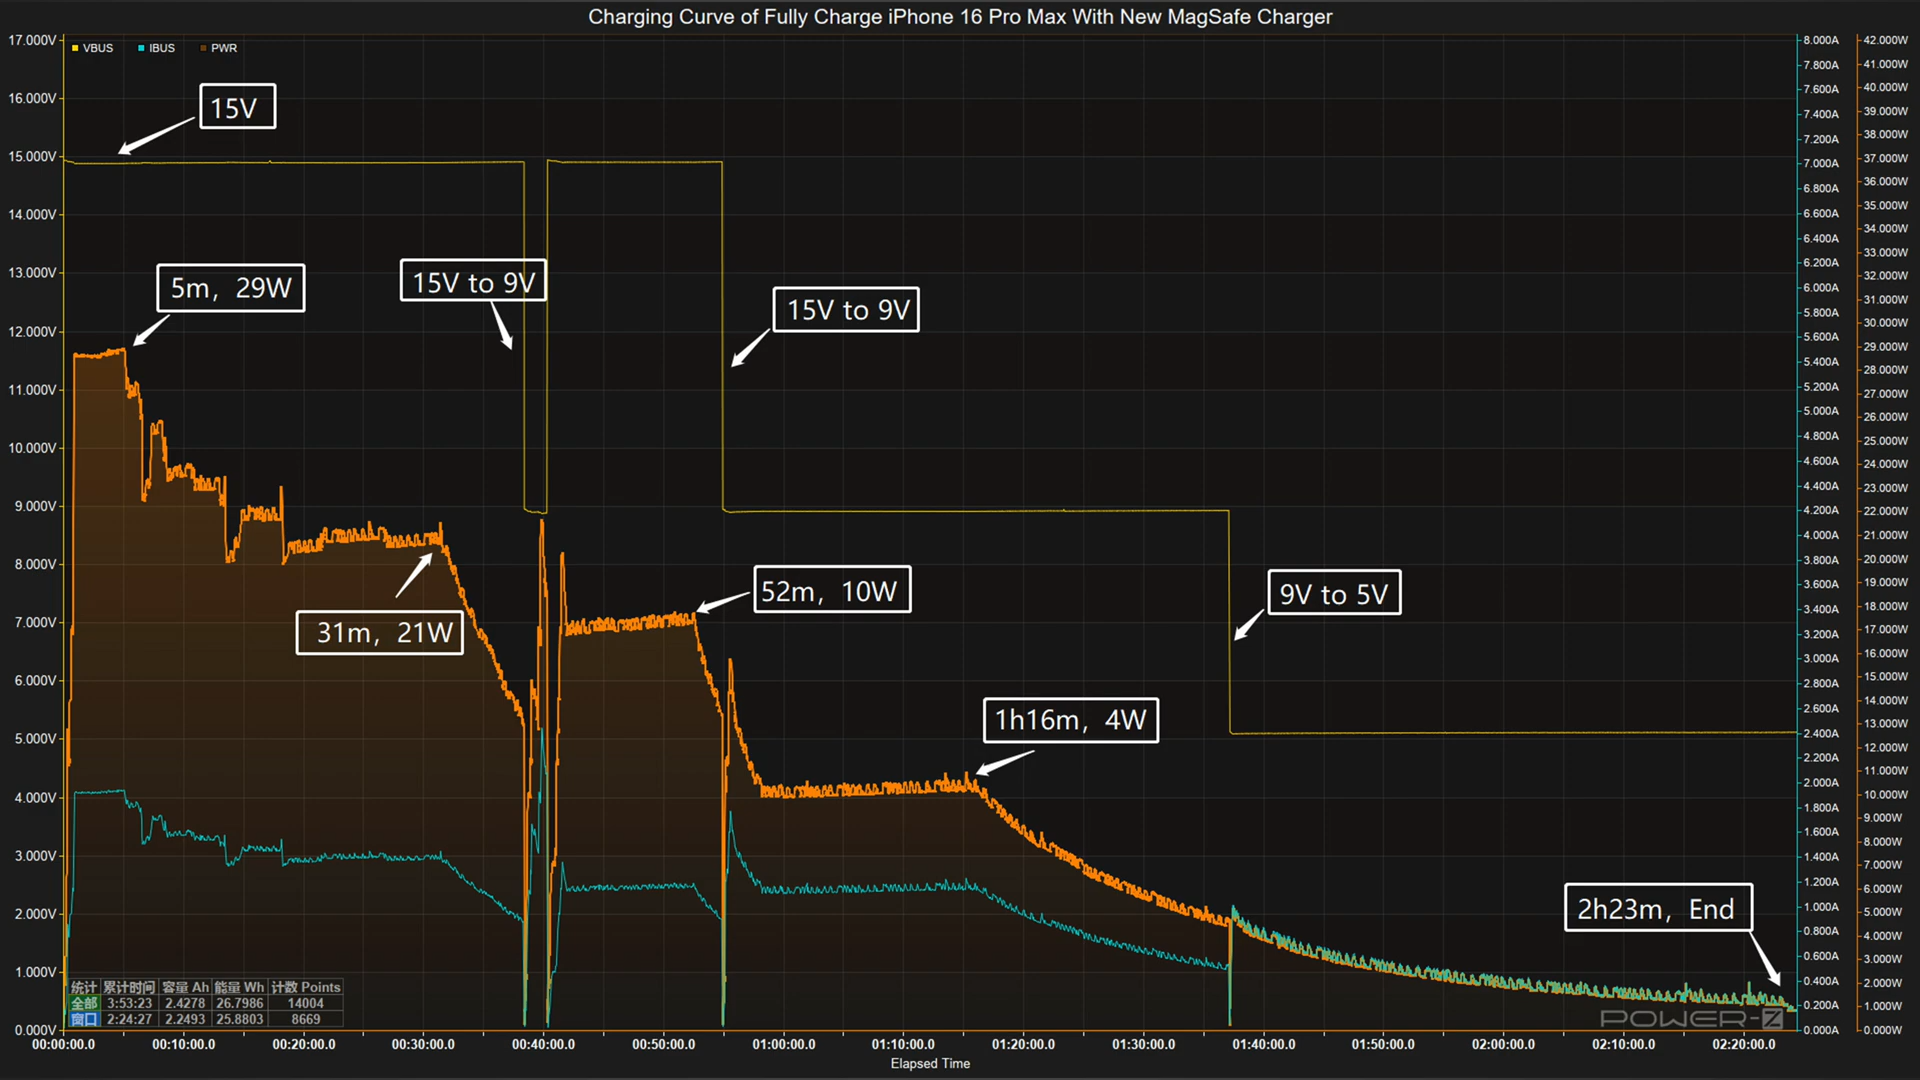 Charging Curve of Fully Charge iPhone 16 Pro Max With New MagSafe Charger
VBUS IBUS PWR
17.000V
16.000V
15.000V
14.000V
13.000V
12.000V
11.000V
10.000V
9.000V
8.000V
7.000V
6.000V
5.000V
4.000V
3.000V
2.000V
1.000V
0.000V
15V
5m, 29W
15V to 9V
15V to 9V
31m, 21W
52m, 10W
9V to 5V
1h16m, 4W
2h23m, End
8.000A
7.800A
7.600A
7.400A
7.200A
7.000A
6.800A
6.600A
6.400A
6.200A
6.000A
5.800A
5.600A
5.400A
5.200A
5.000A
4.800A
4.600A
4.400A
4.200A
4.000A
3.800A
3.600A
3.400A
3.200A
3.000A
2.800A
2.600A
2.400A
2.200A
2.000A
1.800A
1.600A
1.400A
1.200A
1.000A
0.800A
0.600A
0.400A
0.200A
0.000A
42.000W
41.000W
40.000W
39.000W
38.000W
37.000W
36.000W
35.000W
34.000W
33.000W
32.000W
31.000W
30.000W
29.000W
28.000W
27.000W
26.000W
25.000W
24.000W
23.000W
22.000W
21.000W
20.000W
19.000W
18.000W
17.000W
16.000W
15.000W
14.000W
13.000W
12.000W
11.000W
10.000W
9.000W
8.000W
7.000W
6.000W
5.000W
4.000W
3.000W
2.000W
1.000W
0.000W
统计 累计时间 容量 Ah 能量 Wh 计数 Points
全部 3:53:23 2.4278 26.7986 14004
窗口 2:24:27 2.2493 25.8803 8669
POWER-Z
00:00:00.0 00:10:00.0 00:20:00.0 00:30:00.0 00:40:00.0 00:50:00.0 01:00:00.0 01:10:00.0 01:20:00.0 01:30:00.0 01:40:00.0 01:50:00.0 02:00:00.0 02:10:00.0 02:20:00.0
Elapsed Time